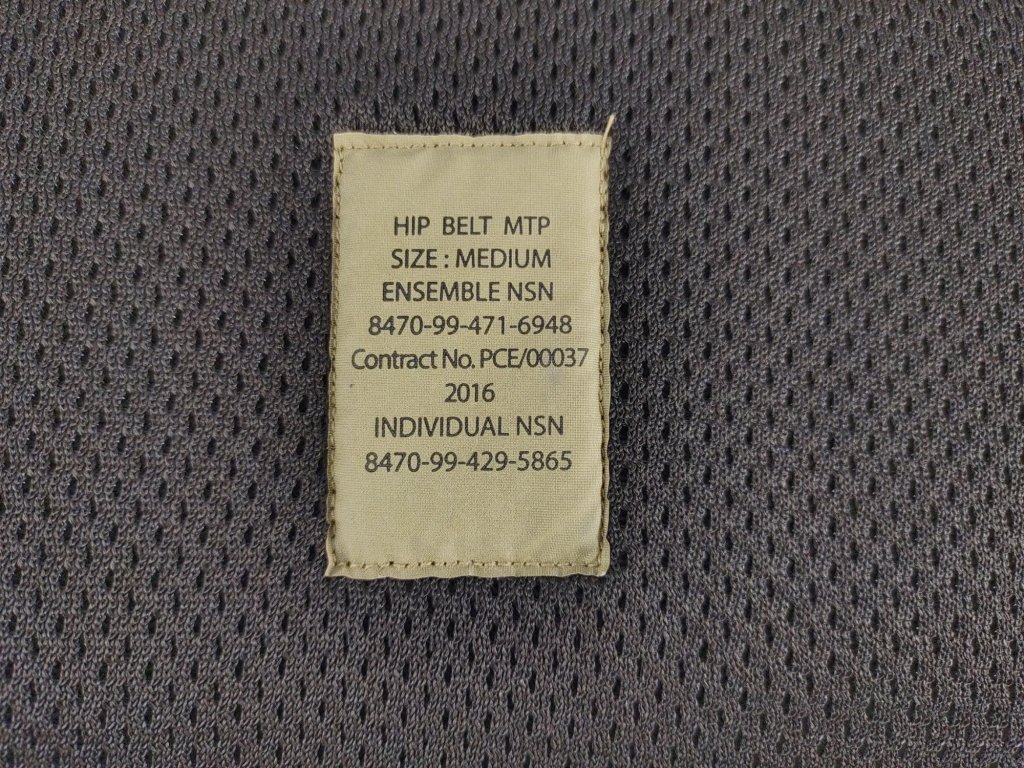 HIP BELT MTP
SIZE : MEDIUM
ENSEMBLE NSN
8470-99-471-6948
Contract No. PCE/00037
2016
INDIVIDUAL NSN
8470-99-429-5865